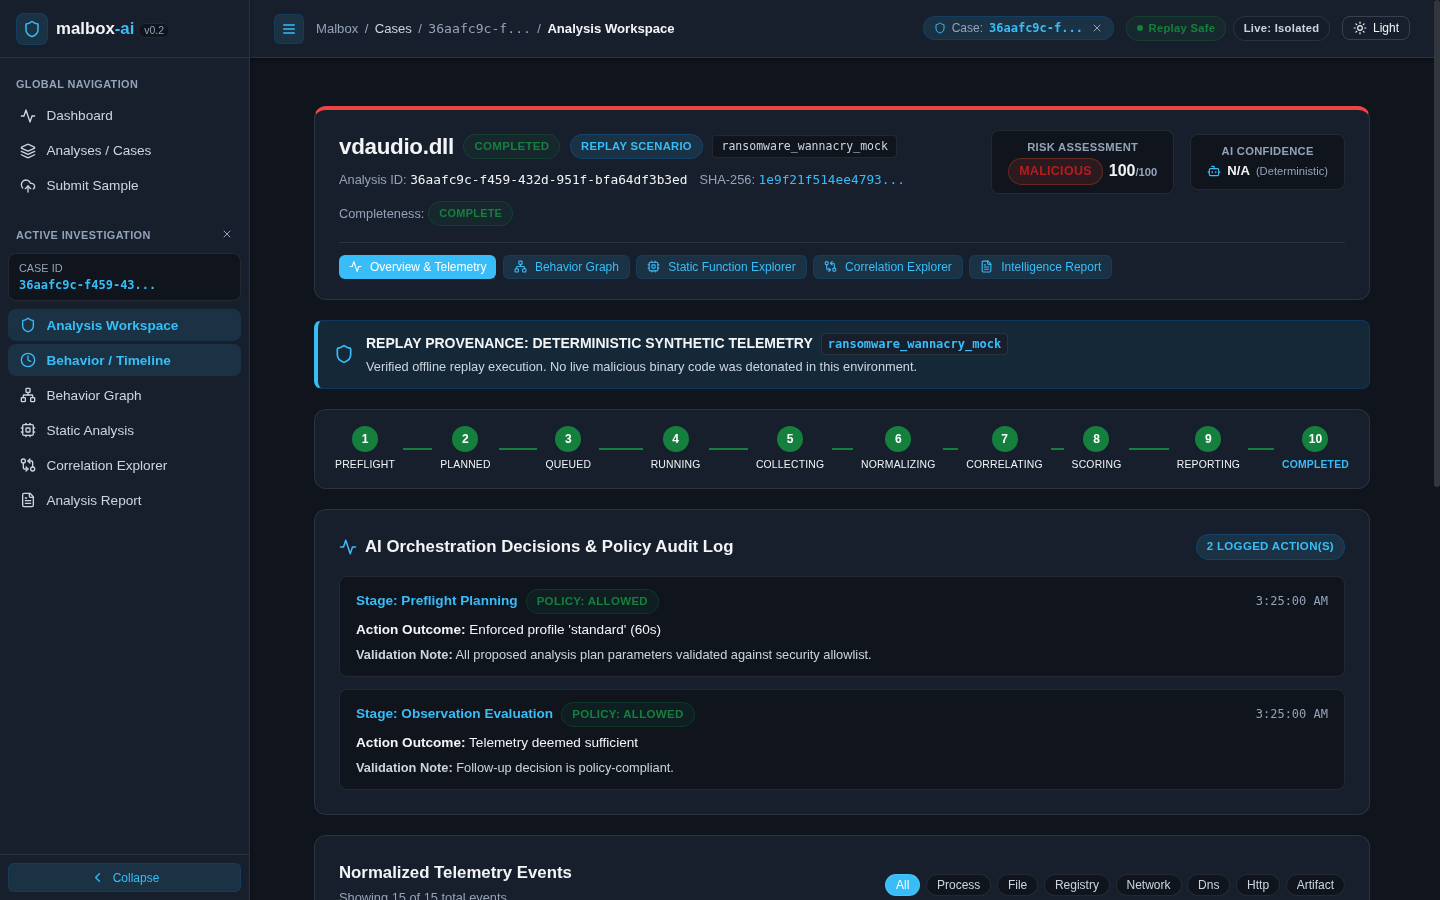 malbox-ai v0.2
GLOBAL NAVIGATION
Dashboard
Analyses / Cases
Submit Sample
ACTIVE INVESTIGATION
CASE ID
36aafc9c-f459-43...
Analysis Workspace
Behavior / Timeline
Behavior Graph
Static Analysis
Correlation Explorer
Analysis Report
Collapse
Malbox / Cases / 36aafc9c-f... / Analysis Workspace
Case: 36aafc9c-f...
Replay Safe
Live: Isolated
Light
vdaudio.dll COMPLETED REPLAY SCENARIO ransomware_wannacry_mock
Analysis ID: 36aafc9c-f459-432d-951f-bfa64df3b3ed SHA-256: 1e9f21f514ee4793...
Completeness: COMPLETE
RISK ASSESSMENT
MALICIOUS 100/100
AI CONFIDENCE
N/A (Deterministic)
Overview & Telemetry
Behavior Graph
Static Function Explorer
Correlation Explorer
Intelligence Report
REPLAY PROVENANCE: DETERMINISTIC SYNTHETIC TELEMETRY ransomware_wannacry_mock
Verified offline replay execution. No live malicious binary code was detonated in this environment.
1 2 3 4 5 6 7 8 9 10
PREFLIGHT PLANNED QUEUED RUNNING COLLECTING NORMALIZING CORRELATING SCORING REPORTING COMPLETED
AI Orchestration Decisions & Policy Audit Log
2 LOGGED ACTION(S)
Stage: Preflight Planning POLICY: ALLOWED 3:25:00 AM
Action Outcome: Enforced profile 'standard' (60s)
Validation Note: All proposed analysis plan parameters validated against security allowlist.
Stage: Observation Evaluation POLICY: ALLOWED 3:25:00 AM
Action Outcome: Telemetry deemed sufficient
Validation Note: Follow-up decision is policy-compliant.
Normalized Telemetry Events
Showing 15 of 15 total events
All Process File Registry Network Dns Http Artifact